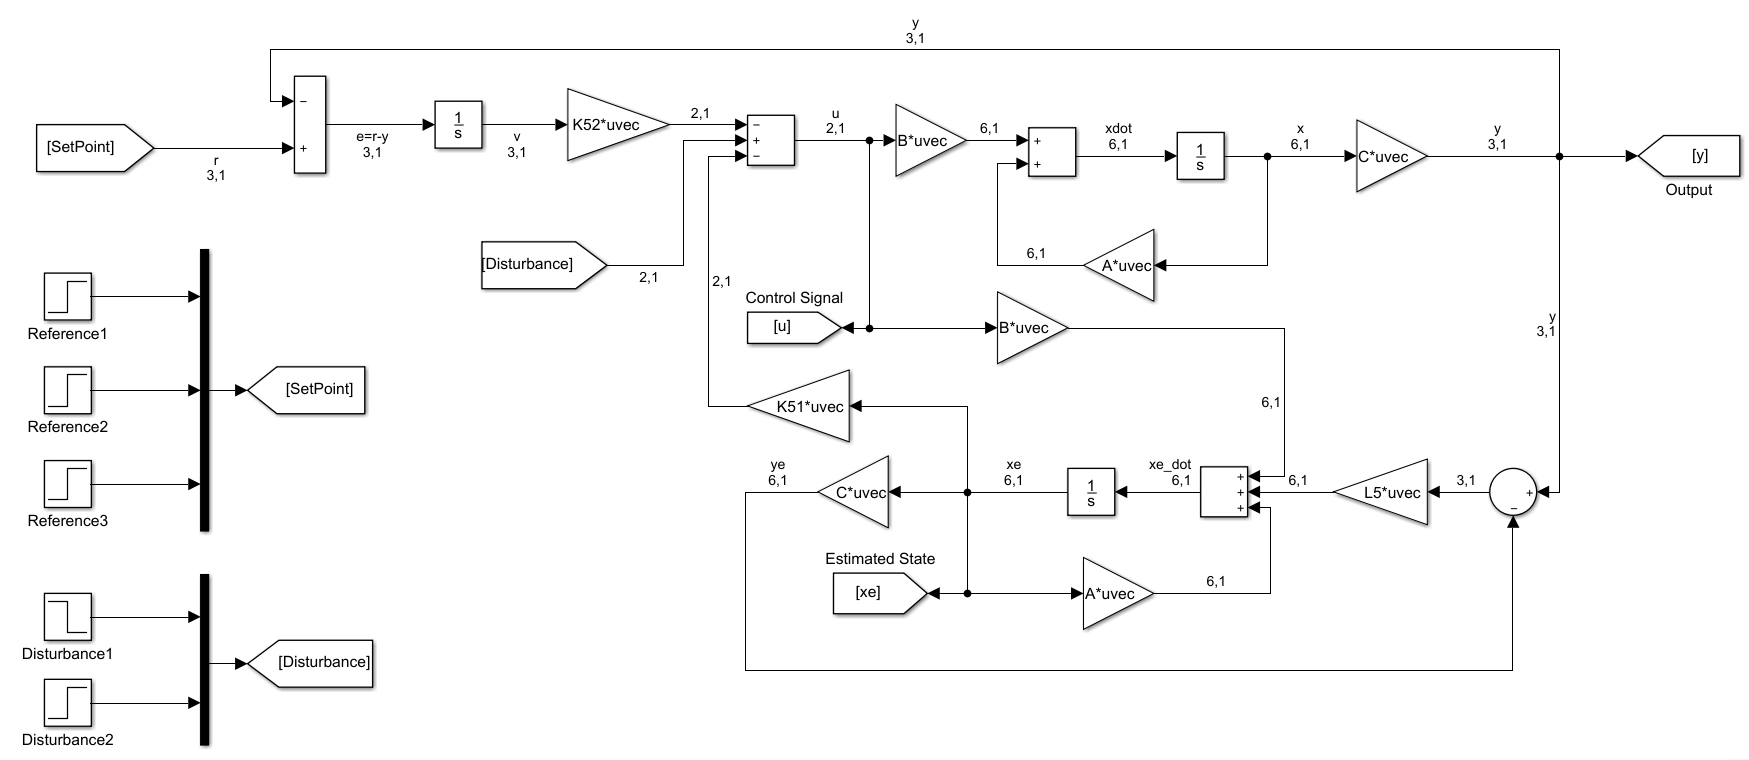 y
3,1
[SetPoint]
r
3,1
−
+
e=r-y
3,1
1
s
v
3,1
K52*uvec
2,1
−
+
−
u
2,1
B*uvec
6,1
+
+
xdot
6,1
1
s
x
6,1
C*uvec
y
3,1
[y]
Output
[Disturbance]
2,1
2,1
6,1
A*uvec
Control Signal
[u]
B*uvec
y
3,1
Reference1
Reference2
[SetPoint]
Reference3
K51*uvec
6,1
ye
6,1
C*uvec
xe
6,1
1
s
xe_dot
6,1
+
+
+
6,1
L5*uvec
3,1
+
−
Estimated State
[xe]
A*uvec
6,1
Disturbance1
[Disturbance]
Disturbance2